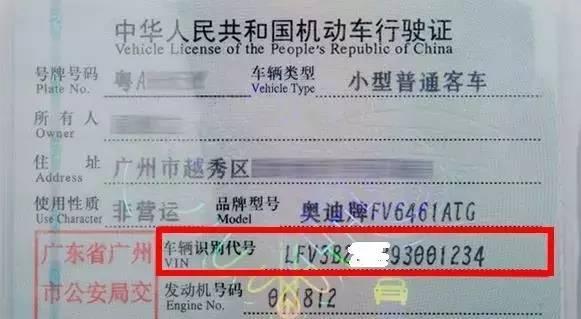 中华人民共和国机动车行驶证
Vehicle License of the People's Republic of China
号牌号码 粤A 车辆类型 小型普通客车
Plate No. Vehicle Type
所有人
Owner
住址 广州市越秀区
Address
使用性质 非营运 品牌型号 奥迪牌FV6461ATG
Use Character Model
广东省广州 车辆识别代号 LFV3B2 93001234
VIN
市公安局交 发动机号码 011812
Engine No.